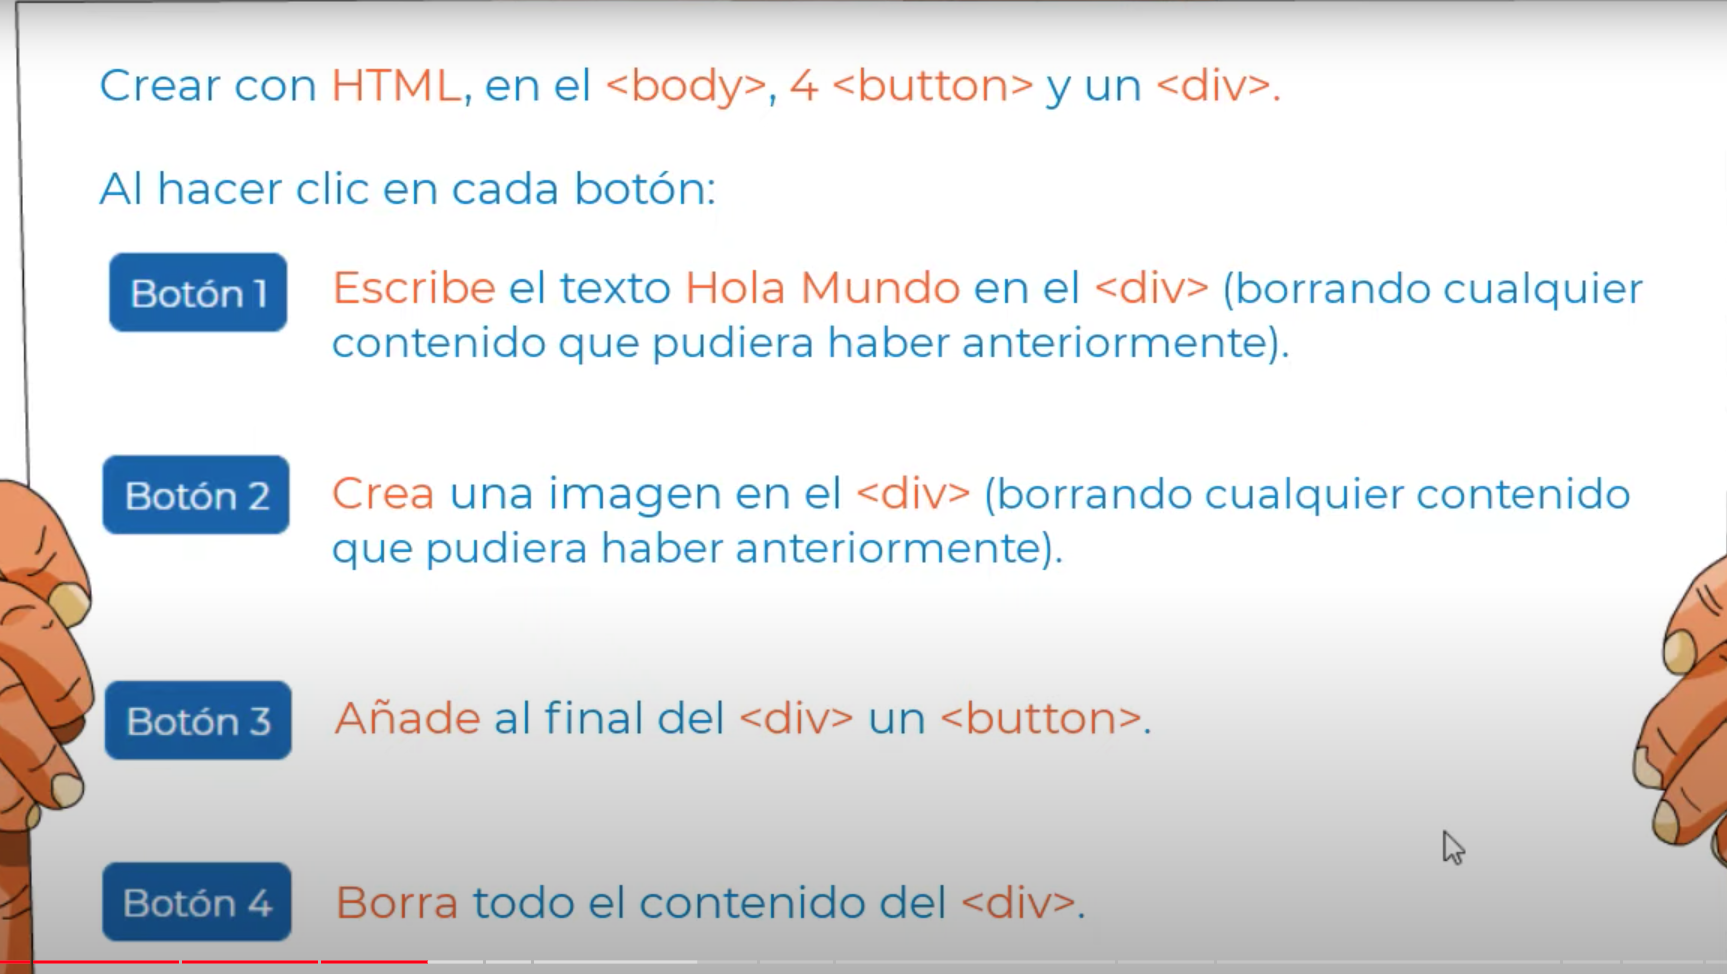 Crear con HTML, en el <body>, 4 <button> y un <div>.
Al hacer clic en cada botón:
Botón 1
Escribe el texto Hola Mundo en el <div> (borrando cualquier
contenido que pudiera haber anteriormente).
Botón 2
Crea una imagen en el <div> (borrando cualquier contenido
que pudiera haber anteriormente).
Botón 3
Añade al final del <div> un <button>.
Botón 4
Borra todo el contenido del <div>.